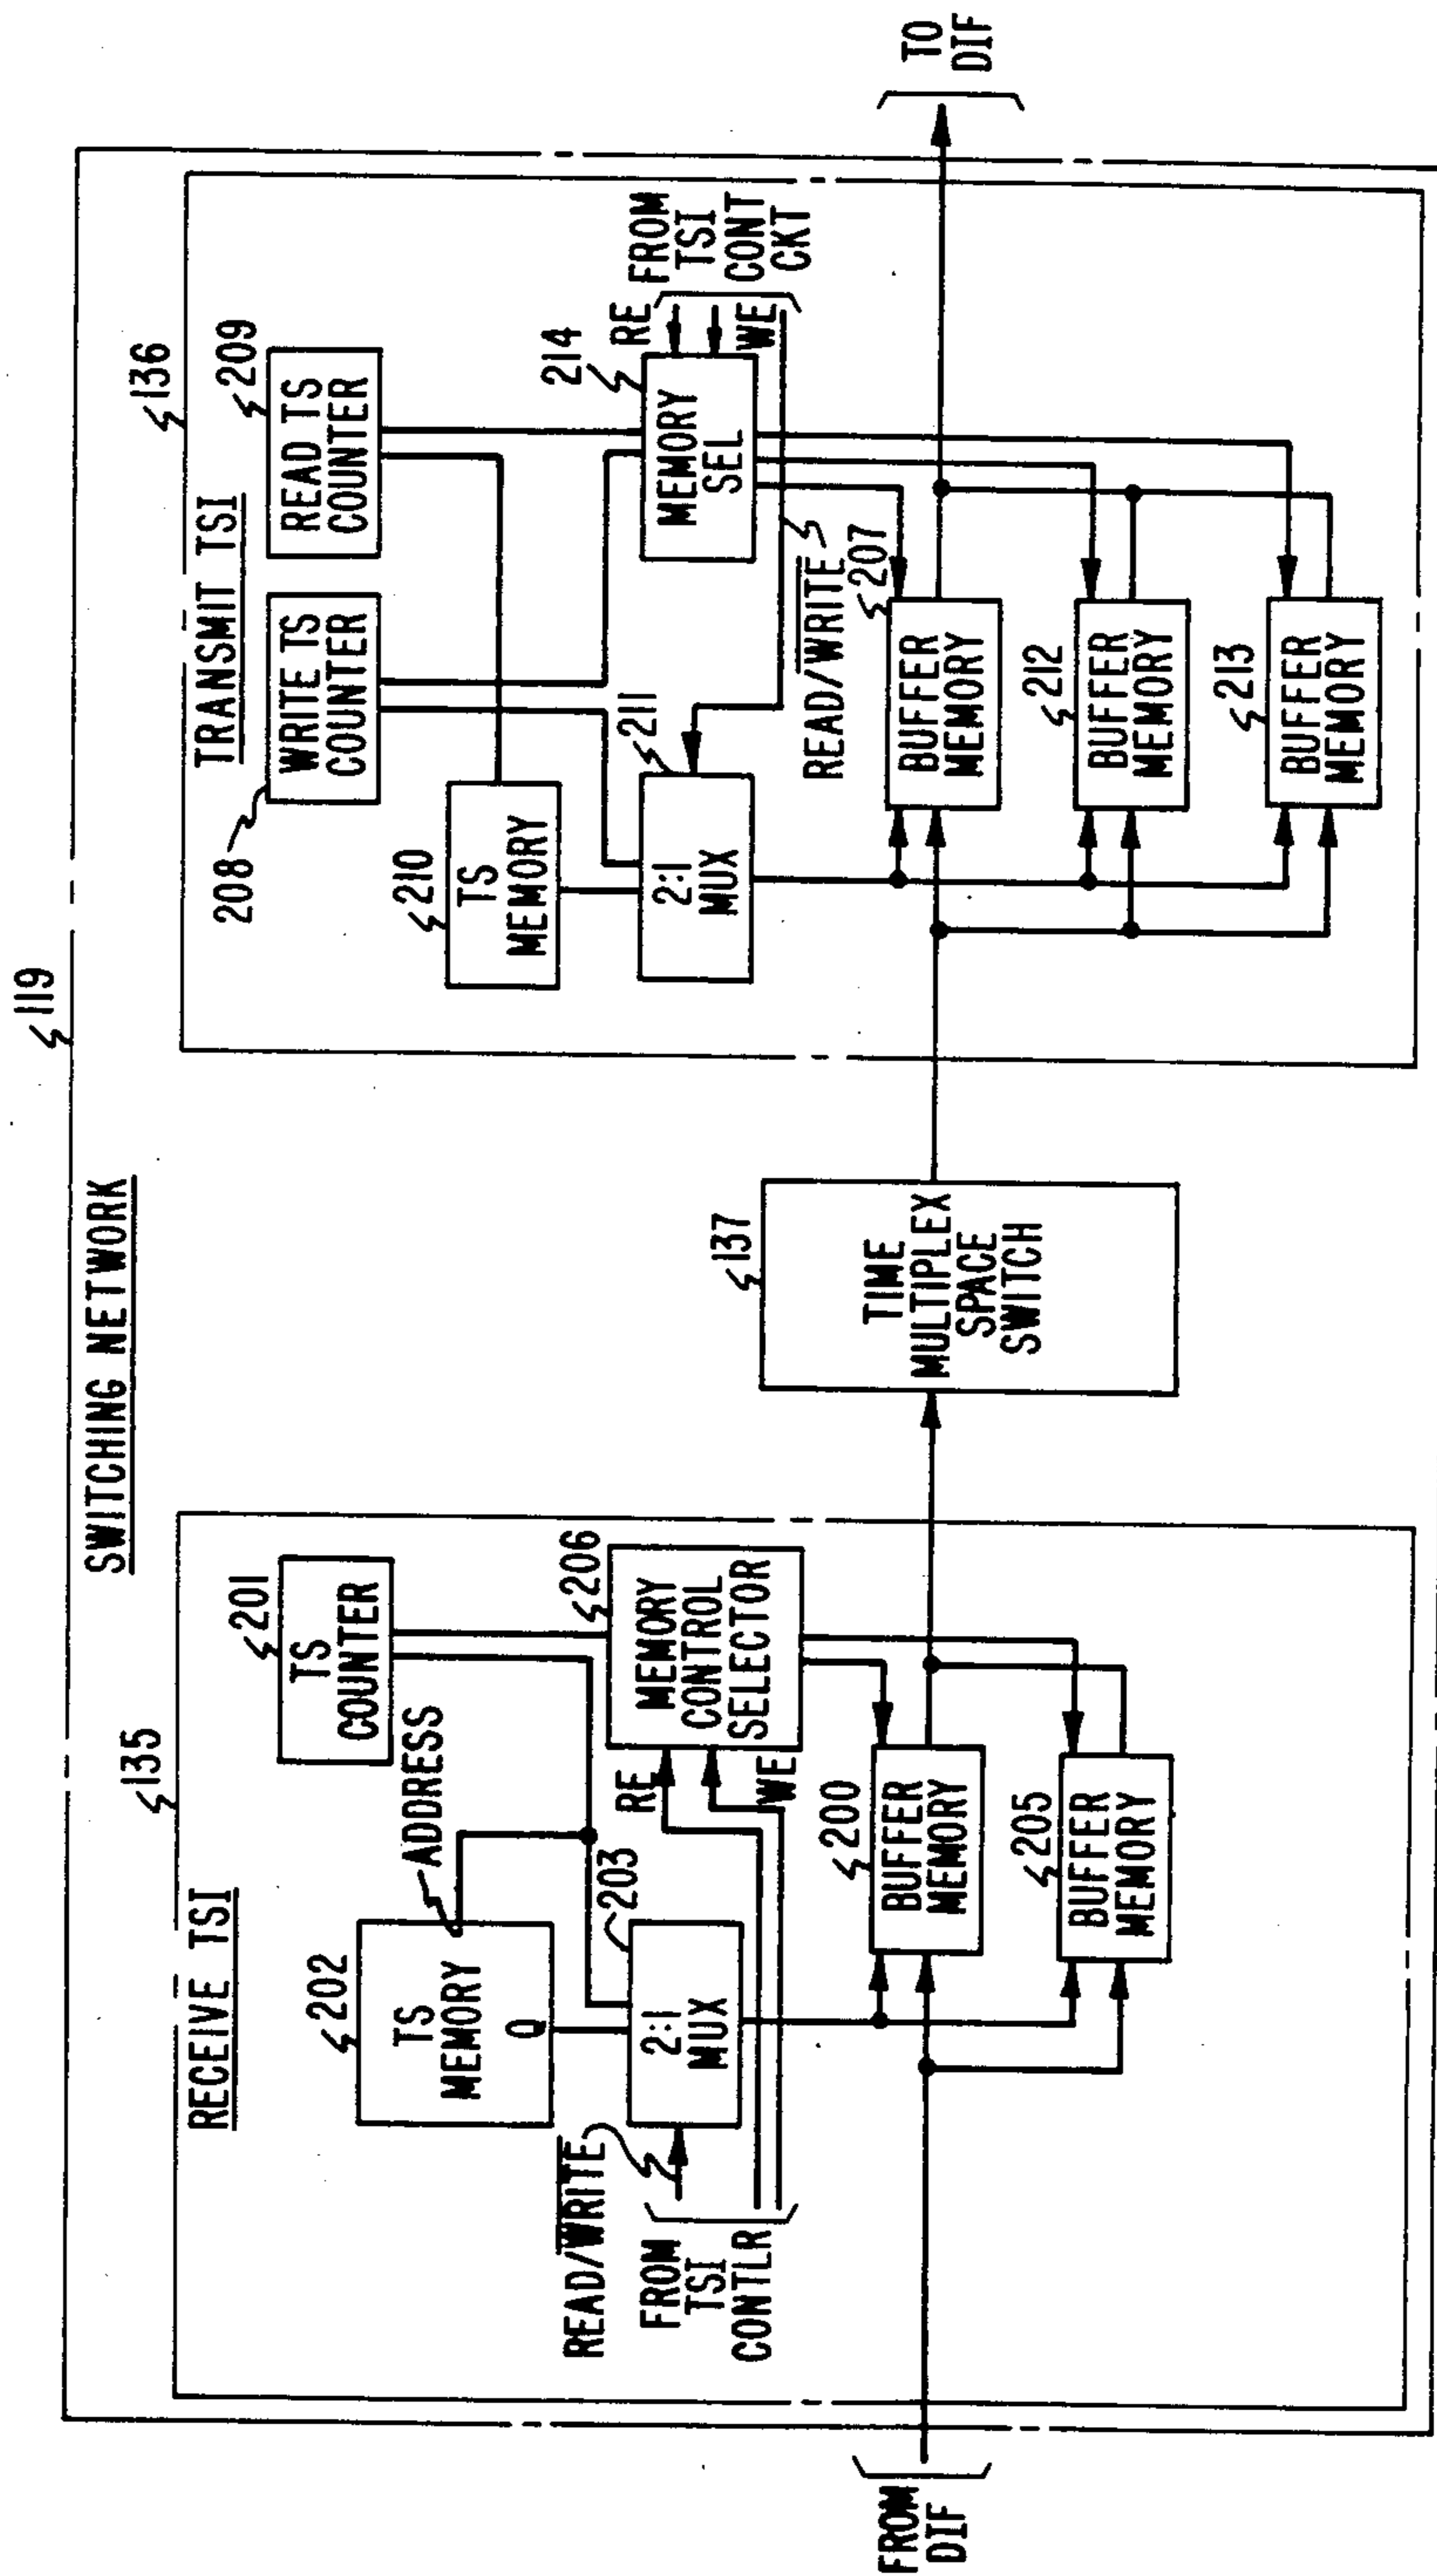 119
SWITCHING NETWORK
135
RECEIVE TSI
201
TS
COUNTER
ADDRESS
202
TS
MEMORY
Q
203
2:1
MUX
READ/WRITE
FROM
TSI
CONTLR
RE
WE
206
MEMORY
CONTROL
SELECTOR
200
BUFFER
MEMORY
205
BUFFER
MEMORY
FROM
DIF
137
TIME
MULTIPLEX
SPACE
SWITCH
136
TRANSMIT TSI
208
WRITE TS
COUNTER
209
READ TS
COUNTER
210
TS
MEMORY
211
2:1
MUX
214
MEMORY
SEL
RE
WE
FROM
TSI
CONT
CKT
READ/WRITE
207
BUFFER
MEMORY
212
BUFFER
MEMORY
213
BUFFER
MEMORY
TO
DIF